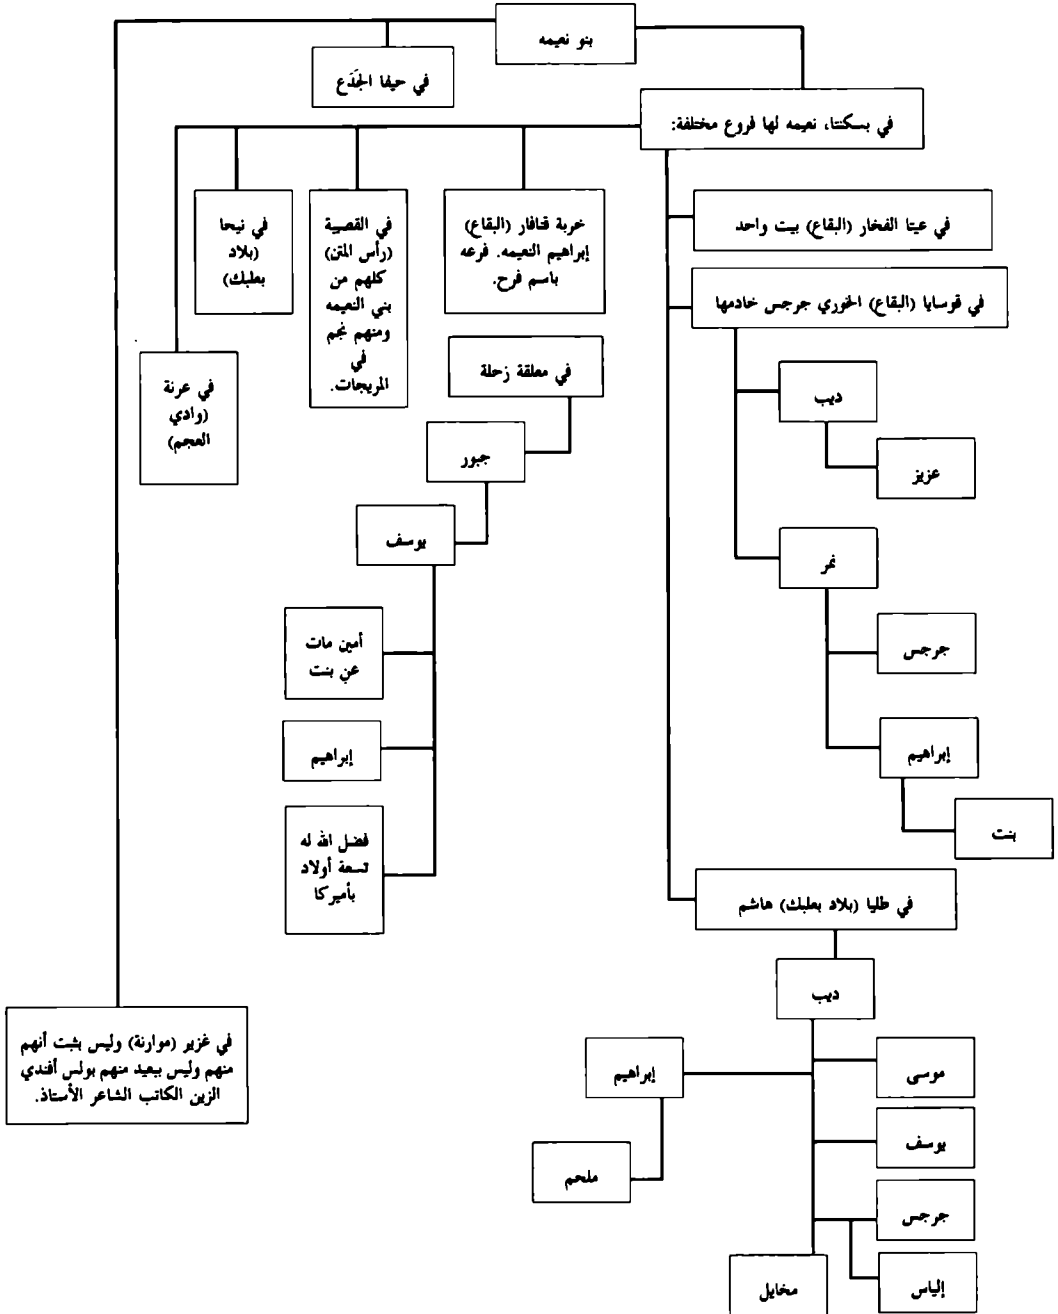 بنو نعيمه
في حيفا الجَدَع
في بسكنتا، نعيمه لها فروع مختلفة:
في عيتا الفخار (البقاع) بيت واحد
خربة قنافار (البقاع)
إبراهيم النعيمه. فرعه
باسم فرح.
في القصيبة
(رأس المتن)
كلهم من
بني النعيمه
ومنهم نجم
في
المريجات.
في نيحا
(بلاد
بعلبك)
في عرنة
(وادي
العجم)
في قوسايا (البقاع) الخوري جرجس خادمها
ديب
عزيز
نمر
جرجس
إبراهيم
بنت
في معلقة زحلة
جبور
يوسف
أمين مات
عن بنت
إبراهيم
فضل الله له
تسعة أولاد
بأميركا
في طليا (بلاد بعلبك) هاشم
ديب
موسى
إبراهيم
يوسف
ملحم
جرجس
إلياس
مخايل
في غزير (موارنة) وليس بثبت أنهم
منهم وليس ببعيد منهم بولس أفندي
الزين الكاتب الشاعر الأستاذ.